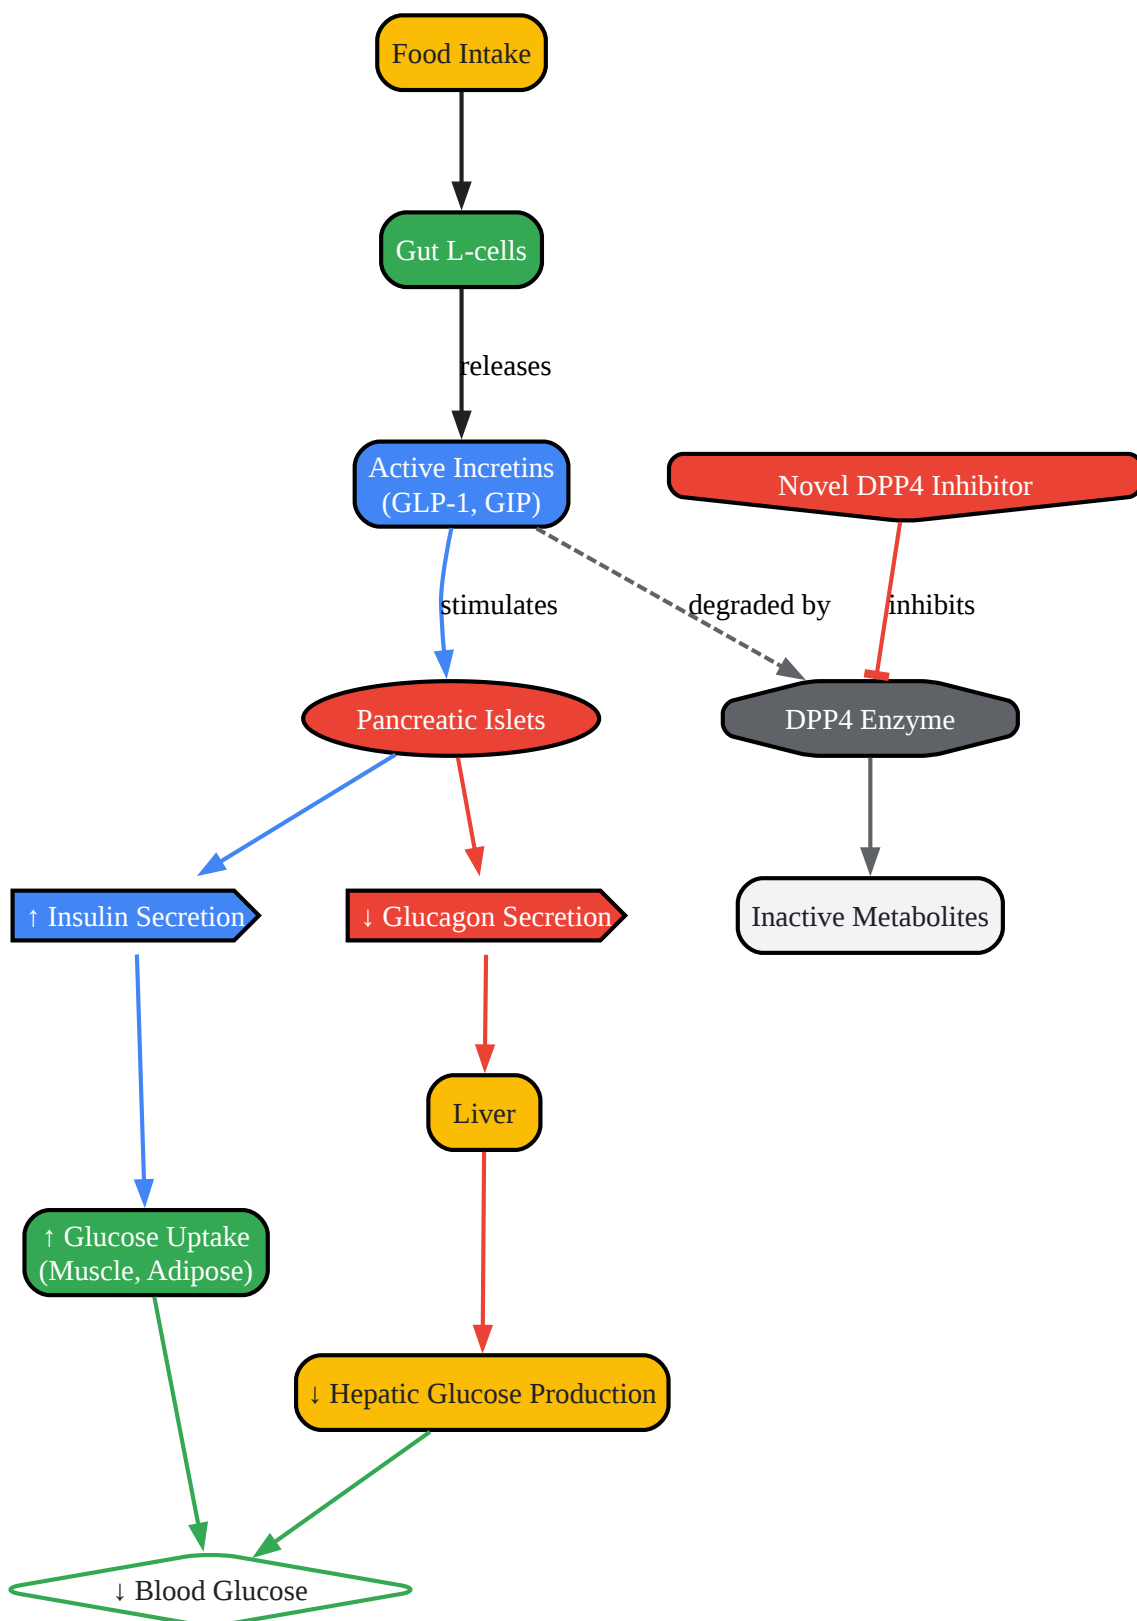 Food Intake
Gut L-cells
releases
Active Incretins
(GLP-1, GIP)
Novel DPP4 Inhibitor
stimulates
degraded by
inhibits
Pancreatic Islets
DPP4 Enzyme
↑ Insulin Secretion
↓ Glucagon Secretion
Inactive Metabolites
Liver
↑ Glucose Uptake
(Muscle, Adipose)
↓ Hepatic Glucose Production
↓ Blood Glucose